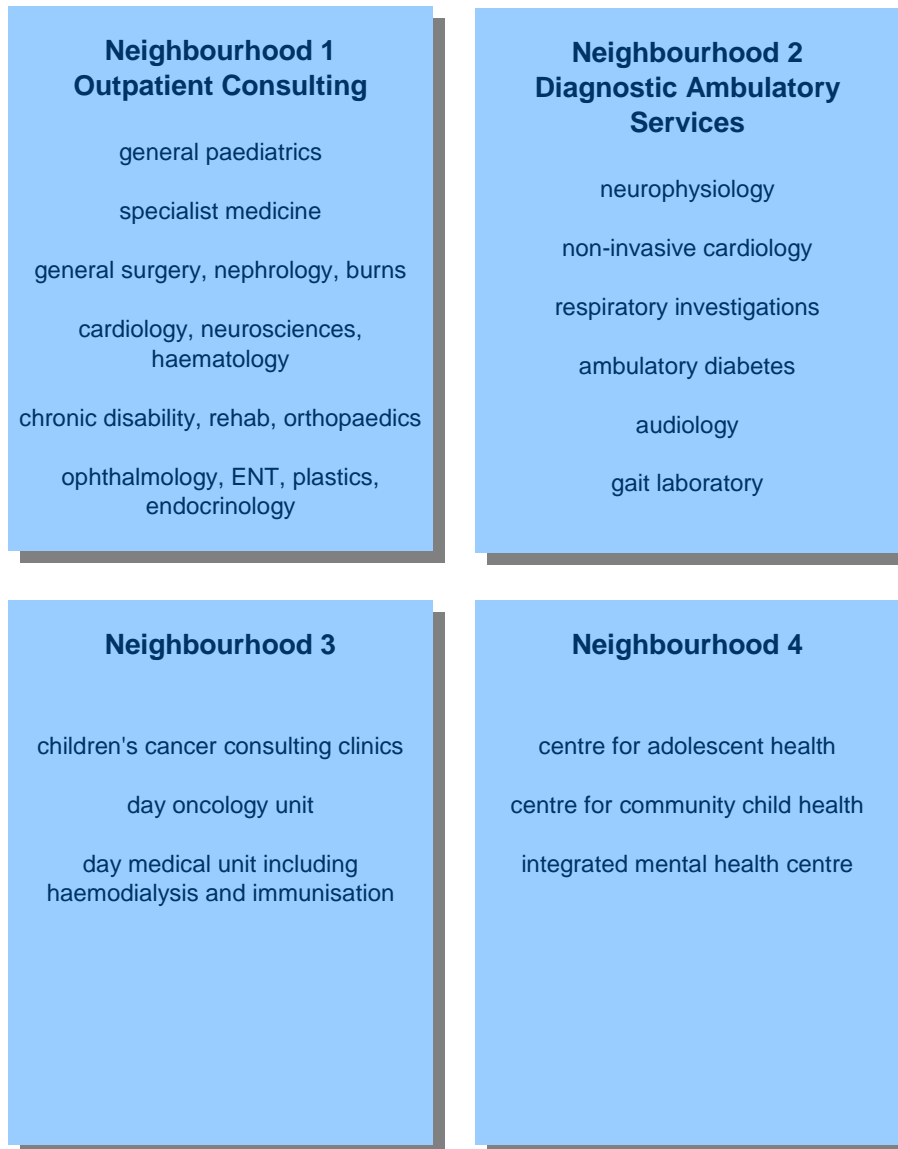 Neighbourhood 1
Outpatient Consulting
general paediatrics
specialist medicine
general surgery, nephrology, burns
cardiology, neurosciences,
haematology
chronic disability, rehab, orthopaedics
ophthalmology, ENT, plastics,
endocrinology
Neighbourhood 2
Diagnostic Ambulatory
Services
neurophysiology
non-invasive cardiology
respiratory investigations
ambulatory diabetes
audiology
gait laboratory
Neighbourhood 3
children's cancer consulting clinics
day oncology unit
day medical unit including
haemodialysis and immunisation
Neighbourhood 4
centre for adolescent health
centre for community child health
integrated mental health centre